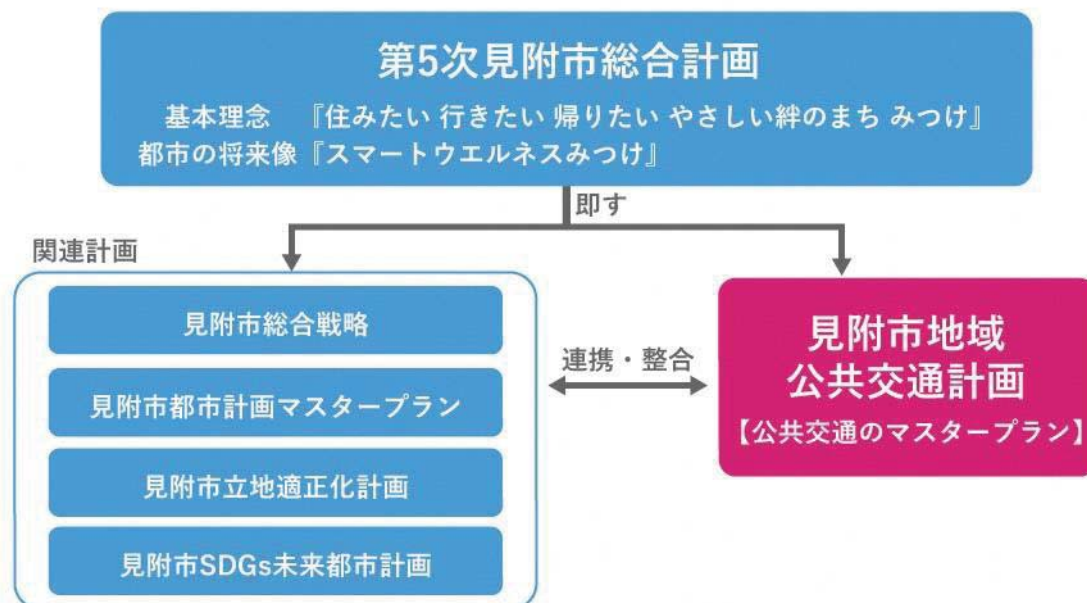 第5次見附市総合計画
基本理念 『住みたい 行きたい 帰りたい やさしい絆のまち みつけ』
都市の将来像『スマートウエルネスみつけ』
即す
関連計画
見附市総合戦略
見附市都市計画マスタープラン
見附市立地適正化計画
見附市SDGs未来都市計画
連携・整合
見附市地域
公共交通計画
【公共交通のマスタープラン】